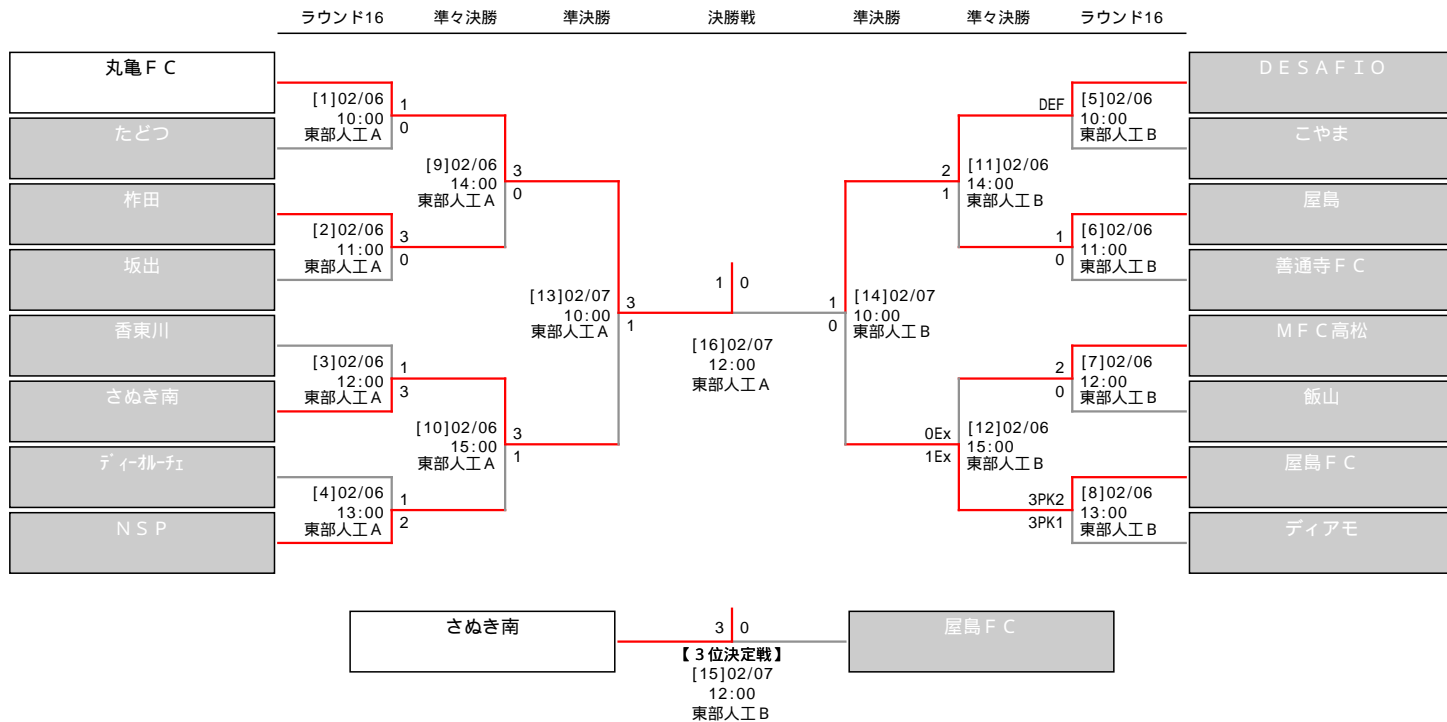 ラウンド16 準々決勝 準決勝 決勝戦 準決勝 準々決勝 ラウンド16
丸亀ＦＣ
たどつ
柞田
坂出
香東川
さぬき南
ディーオルーチェ
ＮＳＰ
[1]02/06
10:00
東部人工Ａ
1
0
[2]02/06
11:00
東部人工Ａ
3
0
[3]02/06
12:00
東部人工Ａ
1
3
[4]02/06
13:00
東部人工Ａ
1
2
[9]02/06
14:00
東部人工Ａ
3
0
[10]02/06
15:00
東部人工Ａ
3
1
[13]02/07
10:00
東部人工Ａ
3
1
1 0
[16]02/07
12:00
東部人工Ａ
1
0
[14]02/07
10:00
東部人工Ｂ
2
1
[11]02/06
14:00
東部人工Ｂ
0Ex
1Ex
[12]02/06
15:00
東部人工Ｂ
DEF
[5]02/06
10:00
東部人工Ｂ
1
0
[6]02/06
11:00
東部人工Ｂ
2
0
[7]02/06
12:00
東部人工Ｂ
3PK2
3PK1
[8]02/06
13:00
東部人工Ｂ
ＤＥＳＡＦＩＯ
こやま
屋島
善通寺ＦＣ
ＭＦＣ高松
飯山
屋島ＦＣ
ディアモ
さぬき南
3 0
屋島ＦＣ
【３位決定戦】
[15]02/07
12:00
東部人工Ｂ